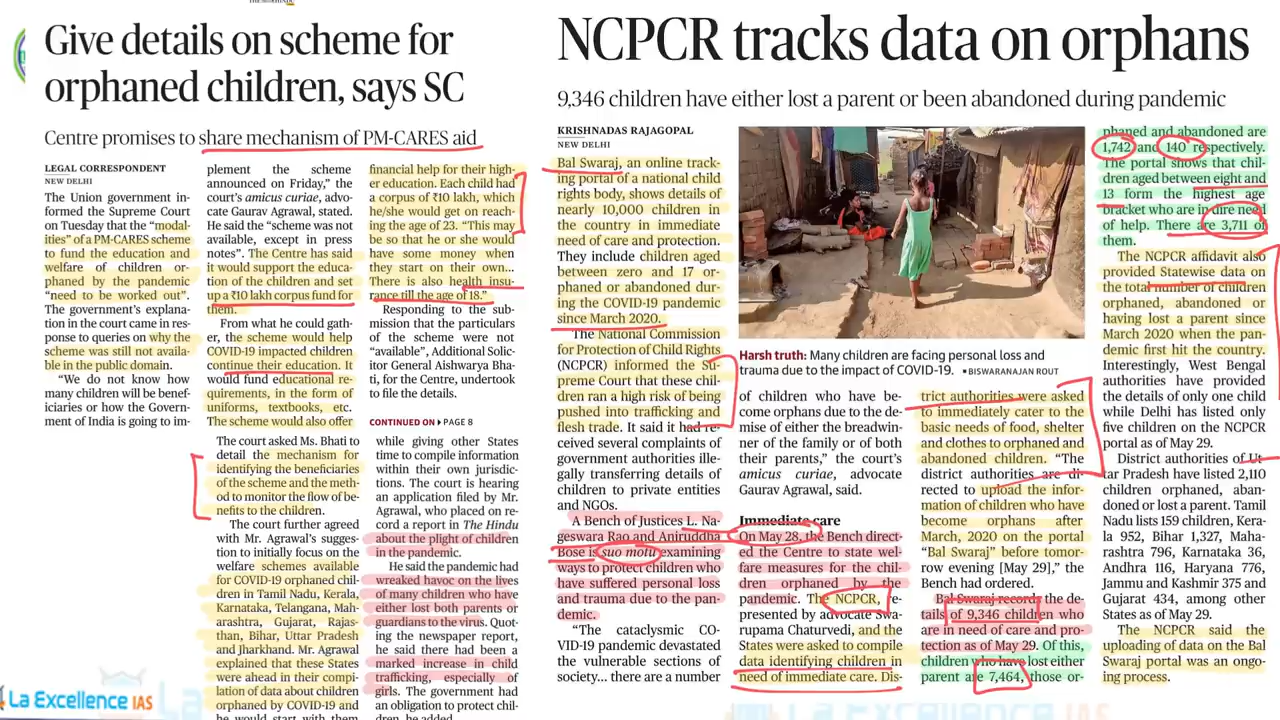 Give details on scheme for
orphaned children, says SC
Centre promises to share mechanism of PM-CARES aid
LEGAL CORRESPONDENT
NEW DELHI
The Union government in-
formed the Supreme Court
on Tuesday that the “modal-
ities” of a PM-CARES scheme
to fund the education and
welfare of children or-
phaned by the pandemic
“need to be worked out”.
The government’s explana-
tion in the court came in res-
ponse to queries on why the
scheme was still not availa-
ble in the public domain.
“We do not know how
many children will be benef-
iciaries or how the Govern-
ment of India is going to im-
plement the scheme
announced on Friday,” the
court’s amicus curiae, advo-
cate Gaurav Agrawal, stated.
He said the “scheme was not
available, except in press
notes”. The Centre has said
it would support the educa-
tion of the children and set
up a ₹10 lakh corpus fund for
them.
From what he could gath-
er, the scheme would help
COVID-19 impacted children
continue their education. It
would fund educational re-
quirements, in the form of
uniforms, textbooks, etc.
The scheme would also offer
financial help for their high-
er education. Each child had
a corpus of ₹10 lakh, which
he/she would get on reach-
ing the age of 23. “This may
be so that he or she would
have some money when
they start on their own...
There is also health insu-
rance till the age of 18.”
Responding to the sub-
mission that the particulars
of the scheme were not
“available”, Additional Solic-
itor General Aishwarya Bha-
ti, for the Centre, undertook
to file the details.
CONTINUED ON ▸ PAGE 8
The court asked Ms. Bhati to
detail the mechanism for
identifying the beneficiaries
of the scheme and the meth-
od to monitor the flow of be-
nefits to the children.
The court further agreed
with Mr. Agrawal’s sugges-
tion to initially focus on the
welfare schemes available
for COVID-19 orphaned chil-
dren in Tamil Nadu, Kerala,
Karnataka, Telangana, Mah-
arashtra, Gujarat, Rajas-
than, Bihar, Uttar Pradesh
and Jharkhand. Mr. Agrawal
explained that these States
were ahead in their compi-
lation of data about children
orphaned by COVID-19 and
he would start with them
while giving other States
time to compile information
within their own jurisdic-
tions. The court is hearing
an application filed by Mr.
Agrawal, who placed on re-
cord a report in The Hindu
about the plight of children
in the pandemic.
He said the pandemic had
wreaked havoc on the lives
of many children who have
either lost both parents or
guardians to the virus. Quot-
ing the newspaper report,
he said there had been a
marked increase in child
trafficking, especially of
girls. The government had
an obligation to protect chil-
dren, he added.
La Excellence IAS
NCPCR tracks data on orphans
9,346 children have either lost a parent or been abandoned during pandemic
KRISHNADAS RAJAGOPAL
NEW DELHI
Bal Swaraj, an online track-
ing portal of a national child
rights body, shows details of
nearly 10,000 children in
the country in immediate
need of care and protection.
They include children aged
between zero and 17 or-
phaned or abandoned dur-
ing the COVID-19 pandemic
since March 2020.
The National Commission
for Protection of Child Rights
(NCPCR) informed the Su-
preme Court that these chil-
dren ran a high risk of being
pushed into trafficking and
flesh trade. It said it had re-
ceived several complaints of
government authorities ille-
gally transferring details of
children to private entities
and NGOs.
A Bench of Justices L. Na-
geswara Rao and Aniruddha
Bose is suo motu examining
ways to protect children who
have suffered personal loss
and trauma due to the pan-
demic.
“The cataclysmic CO-
VID-19 pandemic devastated
the vulnerable sections of
society... there are a number
Harsh truth: Many children are facing personal loss and
trauma due to the impact of COVID-19. • BISWARANJAN ROUT
of children who have be-
come orphans due to the de-
mise of either the breadwin-
ner of the family or of both
their parents,” the court’s
amicus curiae, advocate
Gaurav Agrawal, said.
Immediate care
On May 28, the Bench direct-
ed the Centre to state wel-
fare measures for the chil-
dren orphaned by the
pandemic. The NCPCR, re-
presented by advocate Swa-
rupama Chaturvedi, and the
States were asked to compile
data identifying children in
need of immediate care. Dis-
trict authorities were asked
to immediately cater to the
basic needs of food, shelter
and clothes to orphaned and
abandoned children. “The
district authorities are di-
rected to upload the infor-
mation of children who have
become orphans after
March, 2020 on the portal
“Bal Swaraj” before tomor-
row evening [May 29],” the
Bench had ordered.
Bal Swaraj records the de-
tails of 9,346 children who
are in need of care and pro-
tection as of May 29. Of this,
children who have lost either
parent are 7,464, those or-
phaned and abandoned are
1,742 and 140 respectively.
The portal shows that chil-
dren aged between eight and
13 form the highest age
bracket who are in dire need
of help. There are 3,711 of
them.
The NCPCR affidavit also
provided Statewise data on
the total number of children
orphaned, abandoned or
having lost a parent since
March 2020 when the pan-
demic first hit the country.
Interestingly, West Bengal
authorities have provided
the details of only one child
while Delhi has listed only
five children on the NCPCR
portal as of May 29.
District authorities of Ut-
tar Pradesh have listed 2,110
children orphaned, aban-
doned or lost a parent. Tamil
Nadu lists 159 children, Kera-
la 952, Bihar 1,327, Maha-
rashtra 796, Karnataka 36,
Andhra 116, Haryana 776,
Jammu and Kashmir 375 and
Gujarat 434, among other
States as of May 29.
The NCPCR said the
uploading of data on the Bal
Swaraj portal was an ongo-
ing process.